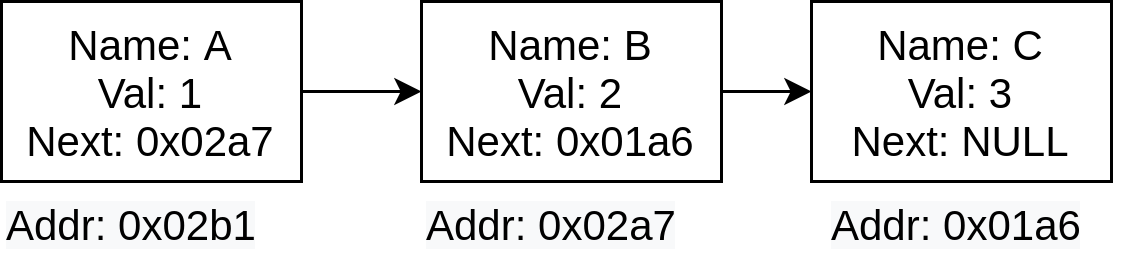 Name: A
Val: 1
Next: 0x02a7
Addr: 0x02b1
Name: B
Val: 2
Next: 0x01a6
Addr: 0x02a7
Name: C
Val: 3
Next: NULL
Addr: 0x01a6